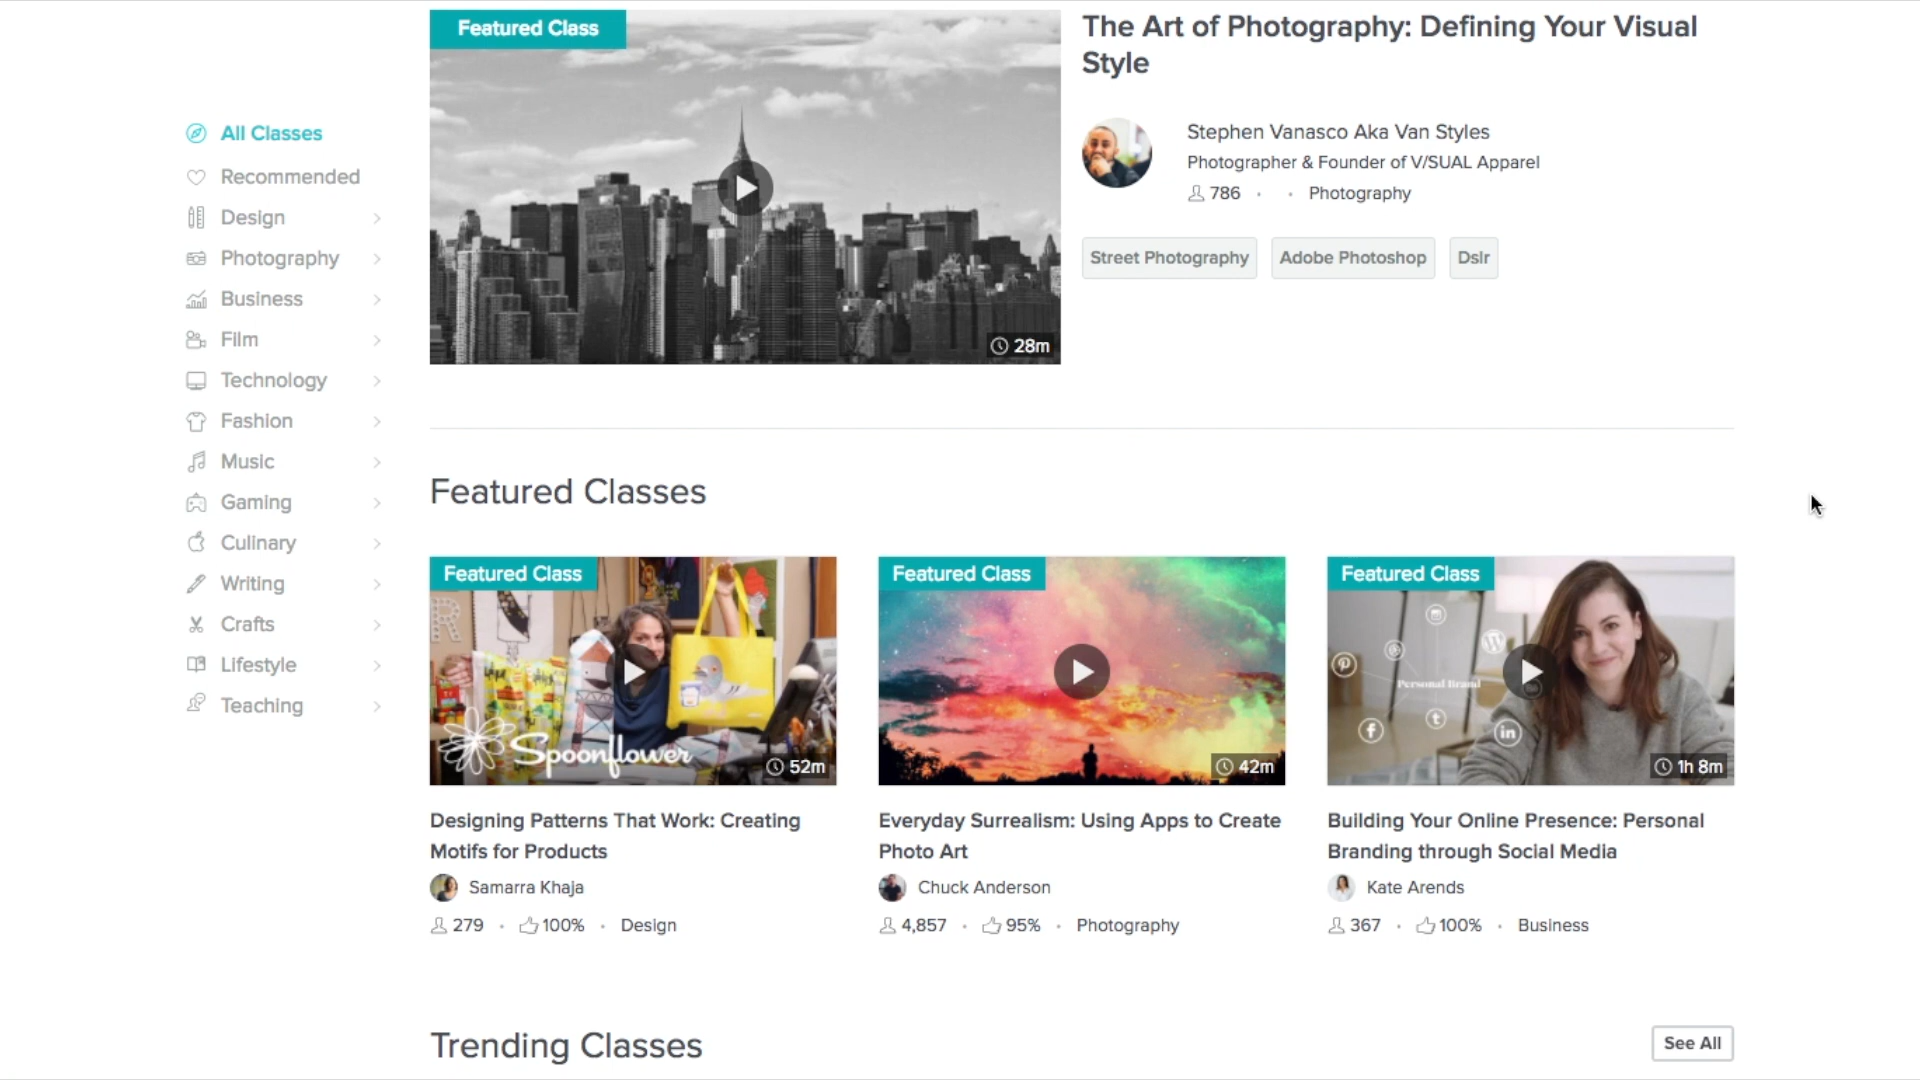 Featured Class
28m
The Art of Photography: Defining Your Visual
Style
Stephen Vanasco Aka Van Styles
Photographer & Founder of V/SUAL Apparel
786 · · Photography
Street Photography
Adobe Photoshop
Dslr
All Classes
Recommended
Design
Photography
Business
Film
Technology
Fashion
Music
Gaming
Culinary
Writing
Crafts
Lifestyle
Teaching
Featured Classes
Featured Class
R
Spoonflower
52m
Designing Patterns That Work: Creating
Motifs for Products
Samarra Khaja
279 · 100% · Design
Featured Class
42m
Everyday Surrealism: Using Apps to Create
Photo Art
Chuck Anderson
4,857 · 95% · Photography
Featured Class
Personal Brand
1h 8m
Building Your Online Presence: Personal
Branding through Social Media
Kate Arends
367 · 100% · Business
Trending Classes
See All